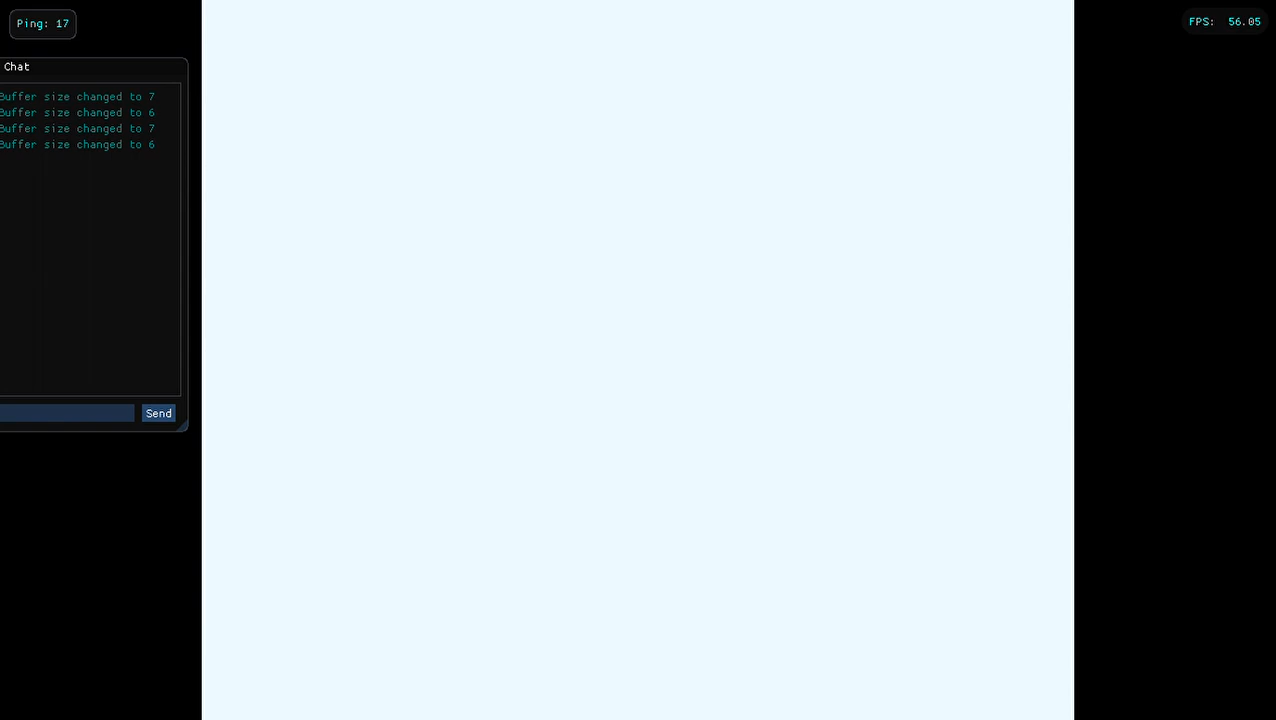 Ping: 17
FPS: 56.05
Chat
Buffer size changed to 7
Buffer size changed to 6
Buffer size changed to 7
Buffer size changed to 6
Send